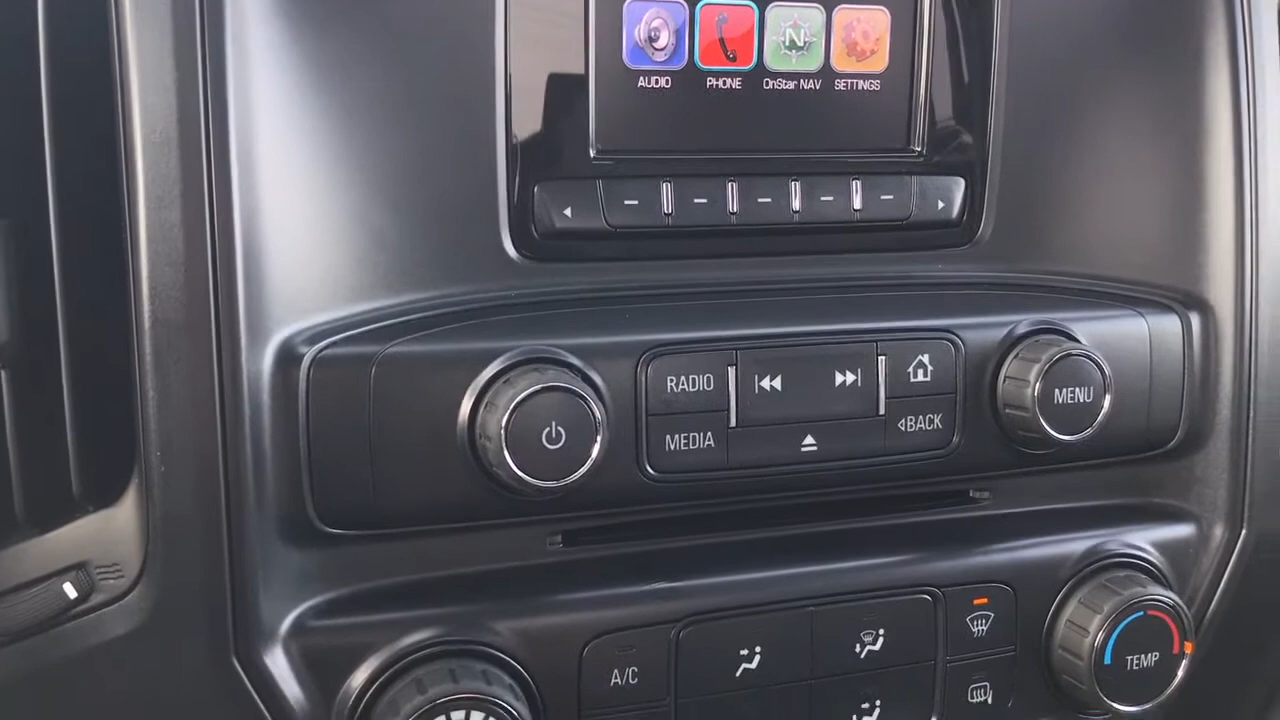 AUDIO PHONE OnStar NAV SETTINGS
N
RADIO
MEDIA
BACK
MENU
A/C
TEMP